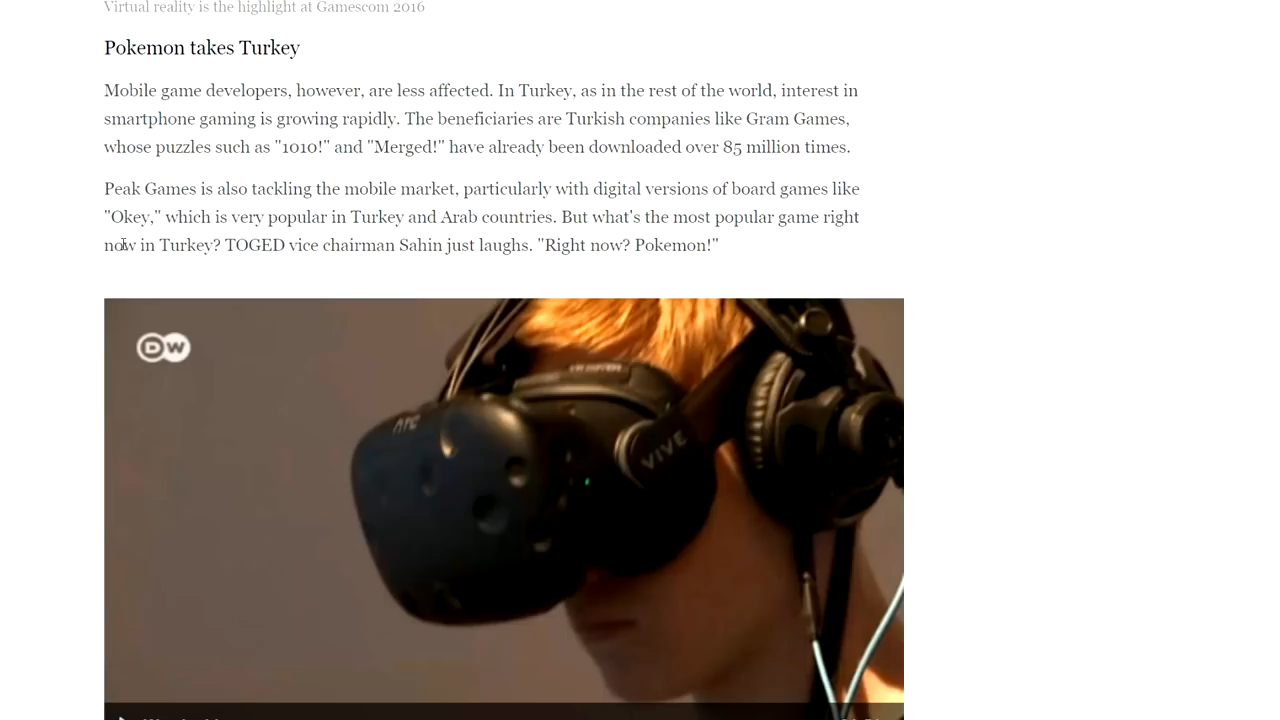 Virtual reality is the highlight at Gamescom 2016
Pokemon takes Turkey
Mobile game developers, however, are less affected. In Turkey, as in the rest of the world, interest in
smartphone gaming is growing rapidly. The beneficiaries are Turkish companies like Gram Games,
whose puzzles such as "1010!" and "Merged!" have already been downloaded over 85 million times.
Peak Games is also tackling the mobile market, particularly with digital versions of board games like
"Okey," which is very popular in Turkey and Arab countries. But what's the most popular game right
now in Turkey? TOGED vice chairman Sahin just laughs. "Right now? Pokemon!"
DW
htc
VIVE